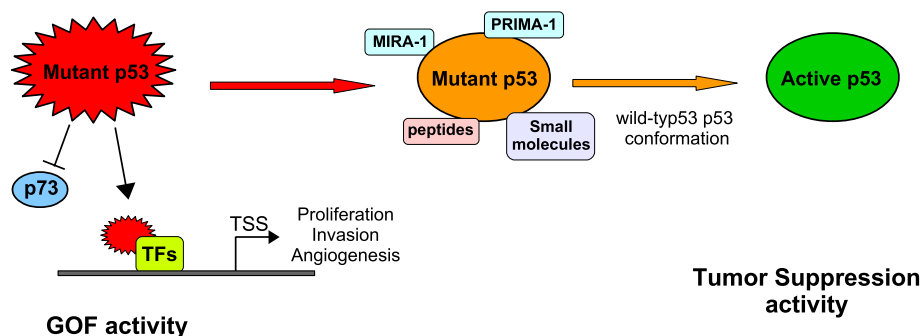 PRIMA-1
MIRA-1
Mutant p53
Mutant p53
Active p53
peptides
Small
molecules
wild-typ53 p53
conformation
p73
TSS
TFs
Proliferation
Invasion
Angiogenesis
GOF activity
Tumor Suppression
activity